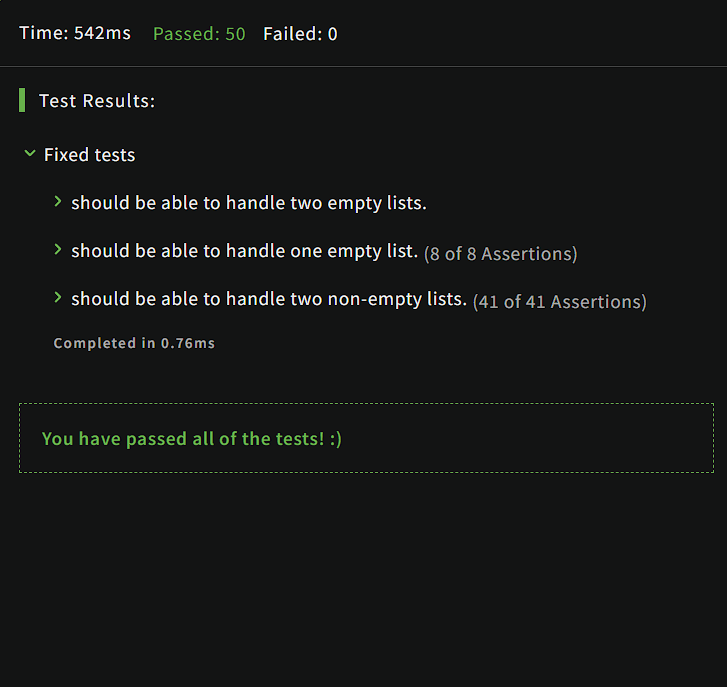 Time: 542ms Passed: 50 Failed: 0
Test Results:
Fixed tests
should be able to handle two empty lists.
should be able to handle one empty list. (8 of 8 Assertions)
should be able to handle two non-empty lists. (41 of 41 Assertions)
Completed in 0.76ms
You have passed all of the tests! :)